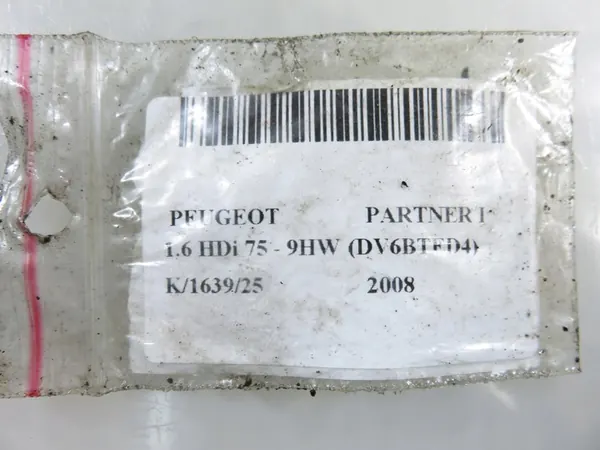 PEUGEOT PARTNER I
1.6 HDi 75 - 9HW (DV6BTED4)
K/1639/25 2008